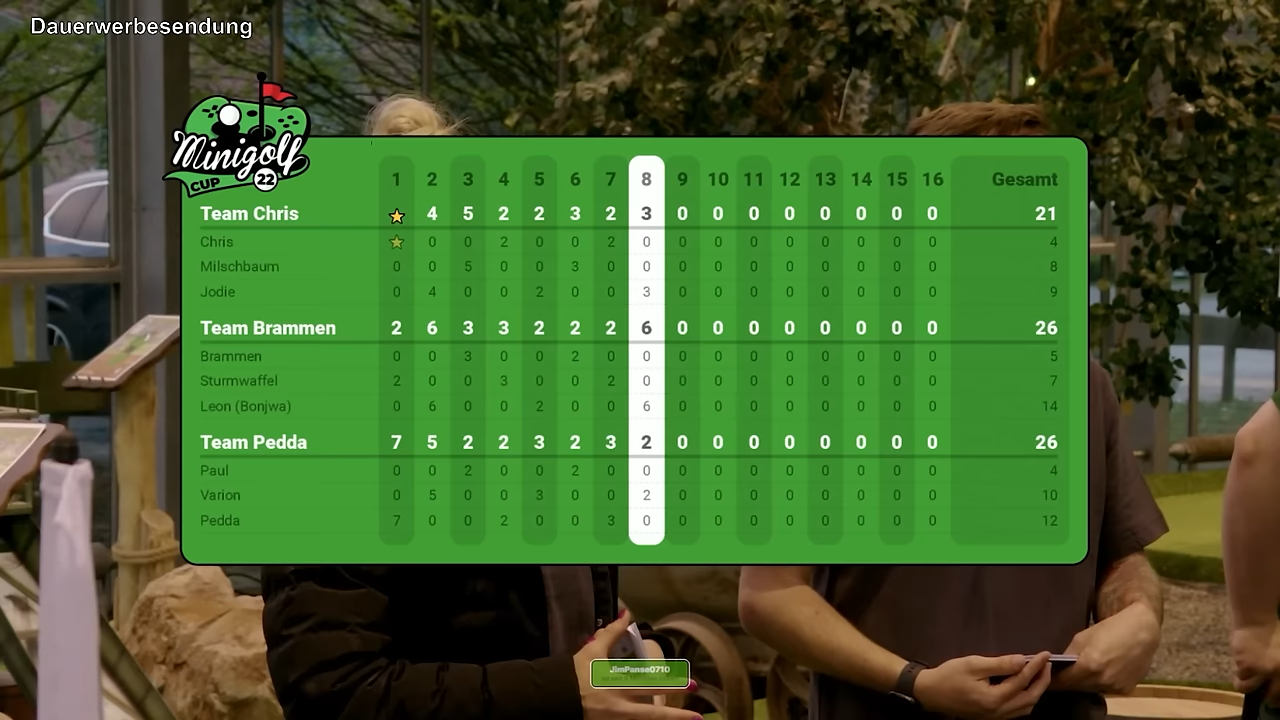 Dauerwerbesendung
Minigolf
CUP 22
1 2 3 4 5 6 7 8 9 10 11 12 13 14 15 16 Gesamt
Team Chris 4 5 2 2 3 2 3 0 0 0 0 0 0 0 0 21
Chris 0 0 2 0 0 2 0 0 0 0 0 0 0 0 0 4
Milschbaum 0 0 5 0 0 3 0 0 0 0 0 0 0 0 0 0 8
Jodie 0 4 0 0 2 0 0 3 0 0 0 0 0 0 0 0 9
Team Brammen 2 6 3 3 2 2 2 6 0 0 0 0 0 0 0 0 26
Brammen 0 0 3 0 0 2 0 0 0 0 0 0 0 0 0 0 5
Sturmwaffel 2 0 0 3 0 0 2 0 0 0 0 0 0 0 0 0 7
Leon (Bonjwa) 0 6 0 0 2 0 0 6 0 0 0 0 0 0 0 0 14
Team Pedda 7 5 2 2 3 2 3 2 0 0 0 0 0 0 0 0 26
Paul 0 0 2 0 0 2 0 0 0 0 0 0 0 0 0 0 4
Varion 0 5 0 0 3 0 0 2 0 0 0 0 0 0 0 0 10
Pedda 7 0 0 2 0 0 3 0 0 0 0 0 0 0 0 0 12
JimPanse0710